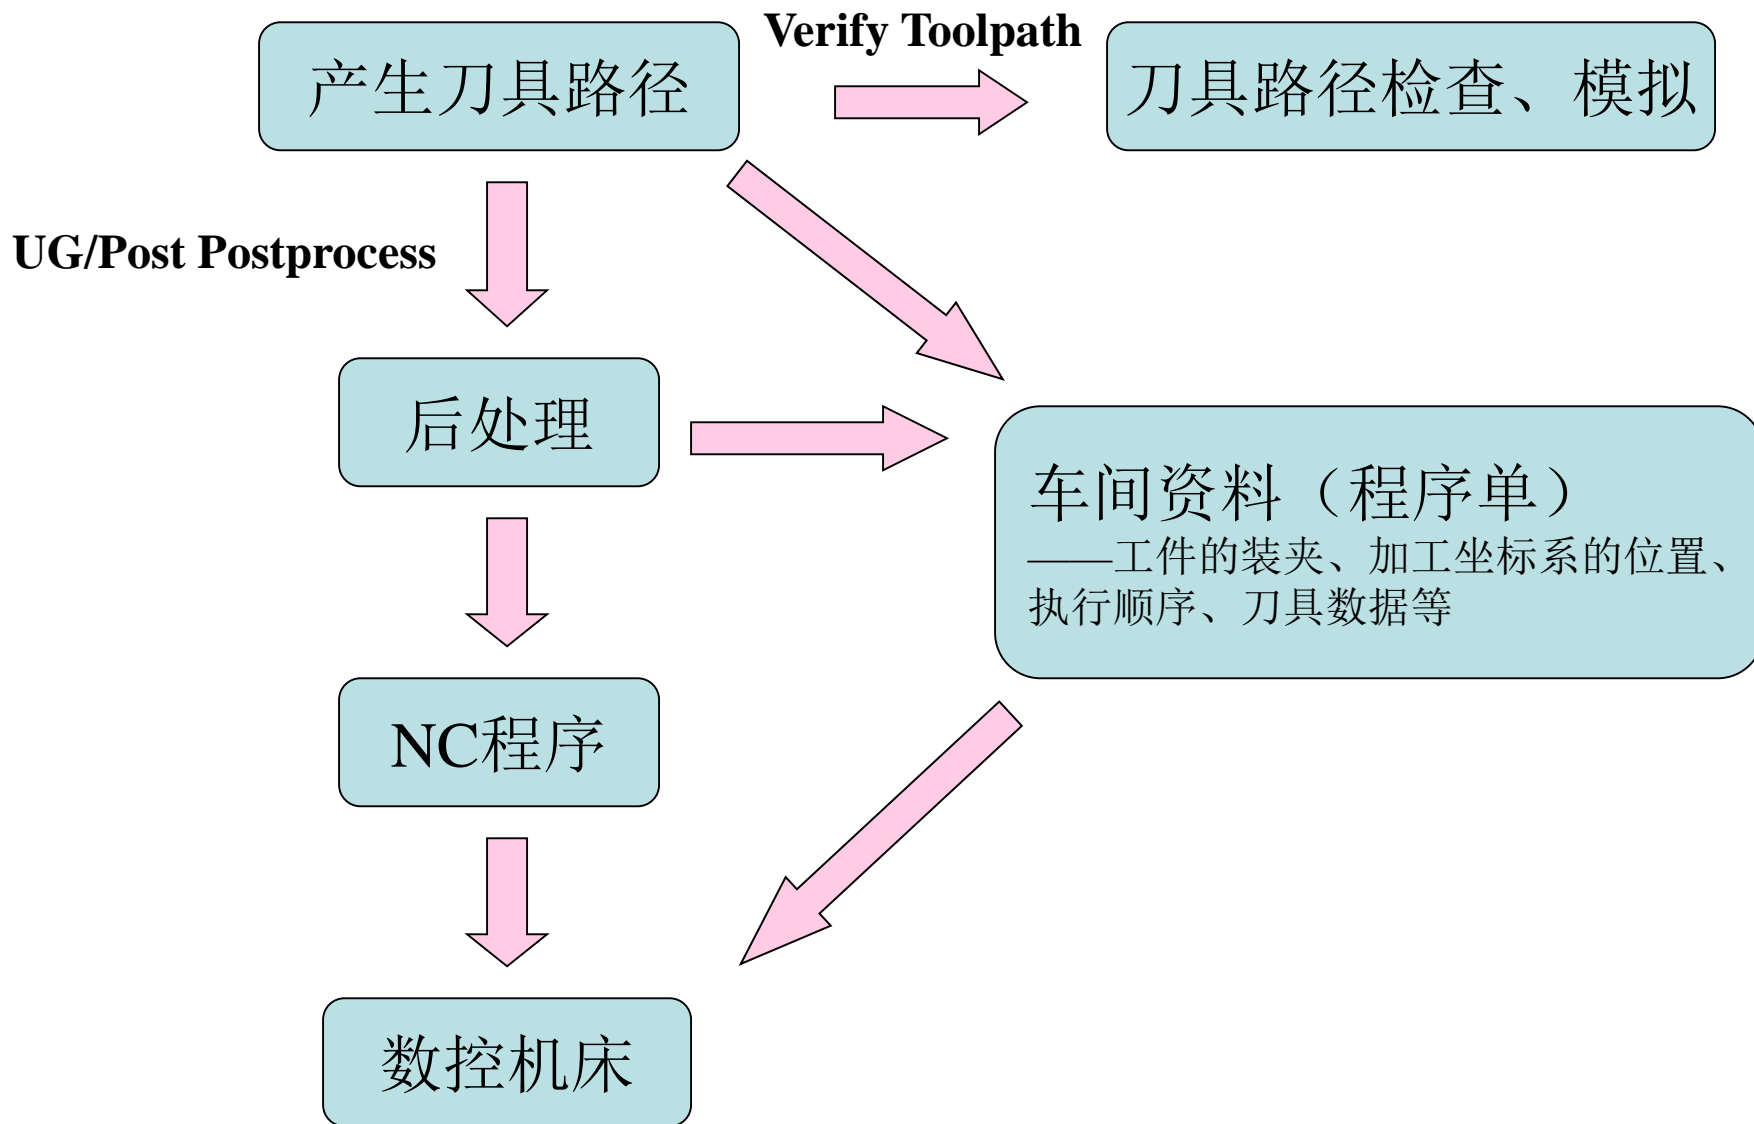 Verify Toolpath
产生刀具路径
刀具路径检查、模拟
UG/Post Postprocess
后处理
车间资料（程序单）
——工件的装夹、加工坐标系的位置、
执行顺序、刀具数据等
NC程序
数控机床